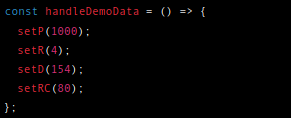 const handleDemoData = () => {
  setP(1000);
  setR(4);
  setD(154);
  setRC(80);
};